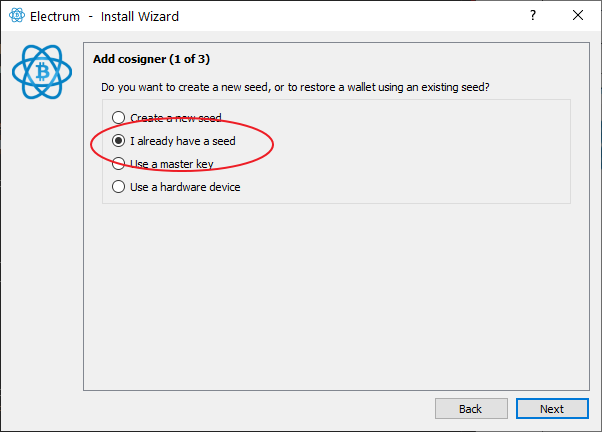 Electrum - Install Wizard
?
Add cosigner (1 of 3)
Do you want to create a new seed, or to restore a wallet using an existing seed?
Create a new seed
I already have a seed
Use a master key
Use a hardware device
Back
Next